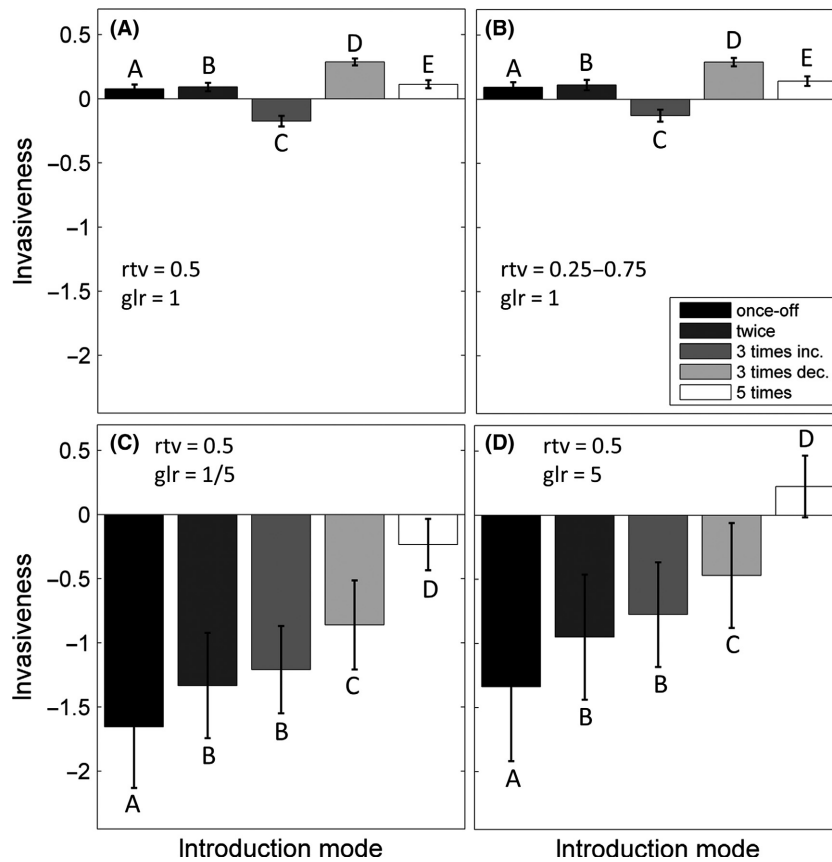 (A)
0.5
0
−0.5
−1
−1.5
−2
Invasiveness
A
B
C
D
E
rtv = 0.5
glr = 1
(B)
A
B
C
D
E
rtv = 0.25–0.75
glr = 1
once-off
twice
3 times inc.
3 times dec.
5 times
(C)
rtv = 0.5
glr = 1/5
0.5
0
−0.5
−1
−1.5
−2
Invasiveness
A
B
B
C
D
Introduction mode
(D)
rtv = 0.5
glr = 5
A
B
B
C
D
Introduction mode